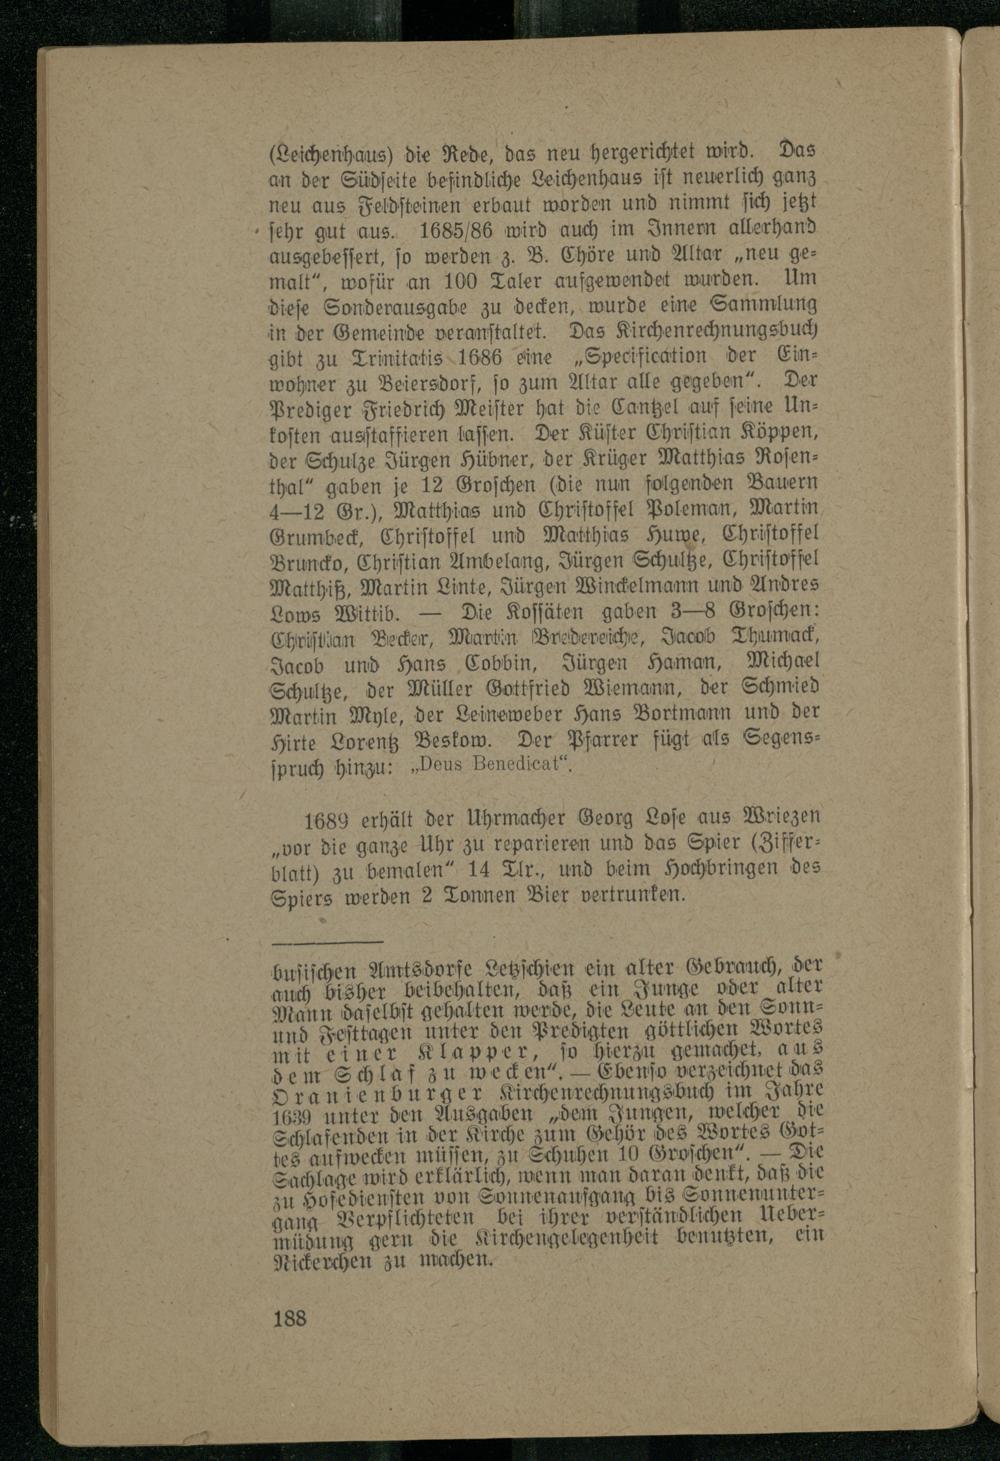 (Leichenhaus) die Rede, das neu hergerichtet wird. Das
an der Südseite befindliche Leichenhaus ist neuerlich ganz
neu aus Feldsteinen erbaut worden und nimmt sich jetzt
sehr gut aus. 1685/86 wird auch im Innern allerhand
ausgebessert, so werden z. B. Chöre und Altar „neu ge-
malt“, wofür an 100 Taler aufgewendet wurden. Um
diese Sonderausgabe zu decken, wurde eine Sammlung
in der Gemeinde veranstaltet. Das Kirchenrechnungsbuch
gibt zu Trinitatis 1686 eine „Specification der Ein-
wohner zu Beiersdorf, so zum Altar alle gegeben“. Der
Prediger Friedrich Meister hat die Cantzel auf seine Un-
kosten ausstaffieren lassen. Der Küster Christian Köppen,
der Schulze Jürgen Hübner, der Krüger Matthias Rosen-
thal“ gaben je 12 Groschen (die nun folgenden Bauern
4—12 Gr.), Matthias und Christoffel Poleman, Martin
Grumbeck, Christoffel und Matthias Huwe, Christoffel
Bruncko, Christian Ambelang, Jürgen Schultze, Christoffel
Matthiß, Martin Linte, Jürgen Winckelmann und Andres
Lows Wittib. — Die Kossäten gaben 3—8 Groschen:
Christian Becker, Martin Bredereiche, Jacob Thumack,
Jacob und Hans Cobbin, Jürgen Haman, Michael
Schultze, der Müller Gottfried Wiemann, der Schmied
Martin Myle, der Leineweber Hans Bortmann und der
Hirte Lorentz Beskow. Der Pfarrer fügt als Segens-
spruch hinzu: „Deus Benedicat“.
1689 erhält der Uhrmacher Georg Lose aus Wriezen
„vor die ganze Uhr zu reparieren und das Spier (Ziffer-
blatt) zu bemalen“ 14 Tlr., und beim Hochbringen des
Spiers werden 2 Tonnen Bier vertrunken.
busischen Amtsdorfe Letzschien ein alter Gebrauch, der
auch bisher beibehalten, daß ein Junge oder alter
Mann daselbst gehalten werde, die Leute an den Sonn-
und Festtagen unter den Predigten göttlichen Wortes
mit einer Klapper, so hierzu gemachet, aus
dem Schlaf zu wecken“. — Ebenso verzeichnet das
Oranienburger Kirchenrechnungsbuch im Jahre
1639 unter den Ausgaben „dem Jungen, welcher die
Schlafenden in der Kirche zum Gehör des Wortes Got-
tes aufwecken müssen, zu Schuhen 10 Groschen“. — Die
Sachlage wird erklärlich, wenn man daran denkt, daß die
zu Hofediensten von Sonnenaufgang bis Sonnenunter-
gang Verpflichteten bei ihrer verständlichen Ueber-
müdung gern die Kirchengelegenheit benutzten, ein
Nickerchen zu machen.
188